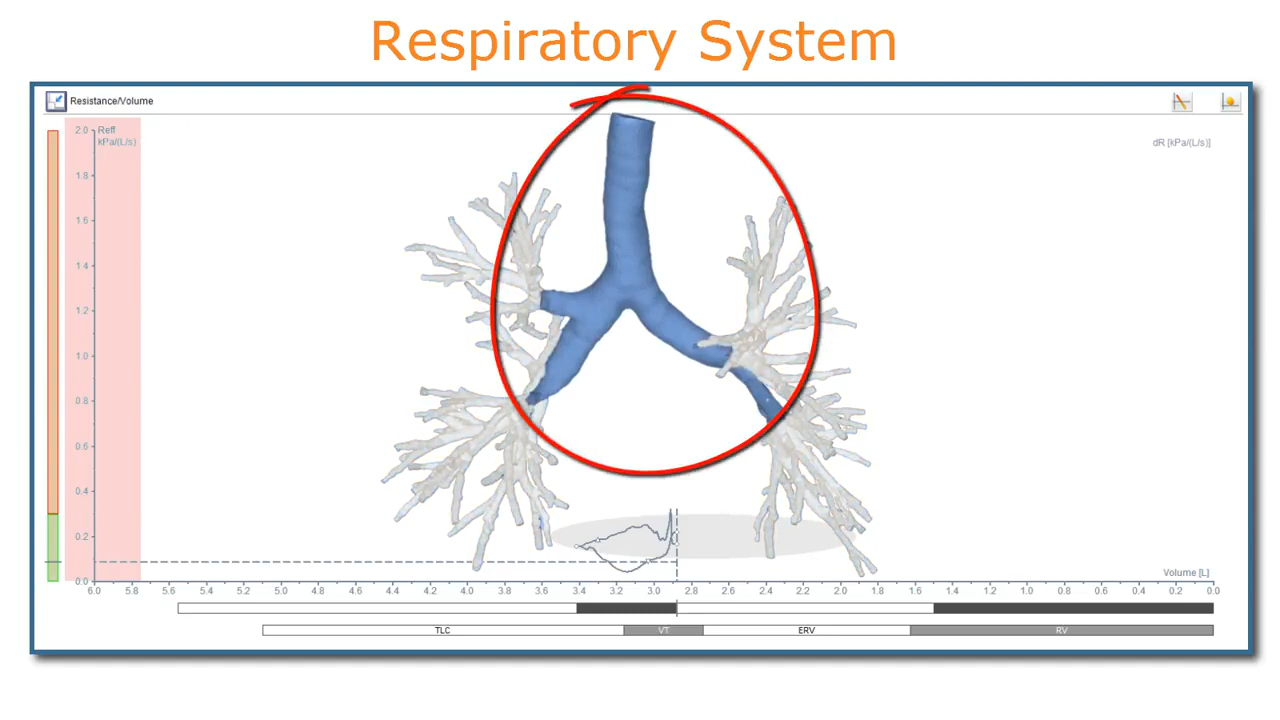 Respiratory System
Resistance/Volume
2.0 Reff
kPa/(L/s)
dR [kPa/(L/s)]
1.8
1.6
1.4
1.2
1.0
0.8
0.6
0.4
0.2
0.0
Volume [L]
6.0 5.8 5.6 5.4 5.2 5.0 4.8 4.6 4.4 4.2 4.0 3.8 3.6 3.4 3.2 3.0 2.8 2.6 2.4 2.2 2.0 1.8 1.6 1.4 1.2 1.0 0.8 0.6 0.4 0.2 0.0
TLC VT ERV RV